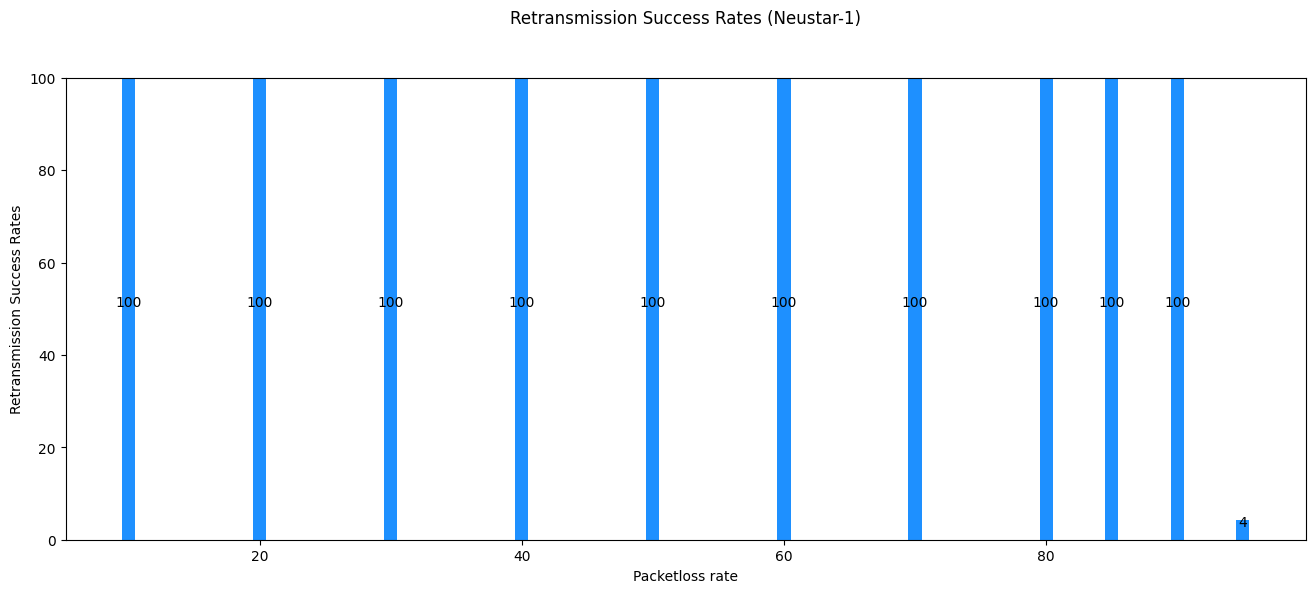 Retransmission Success Rates (Neustar-1)
100
80
60
40
20
0
Retransmission Success Rates
100 100 100 100 100 100 100 100 100 100
4
20 40 60 80
Packetloss rate